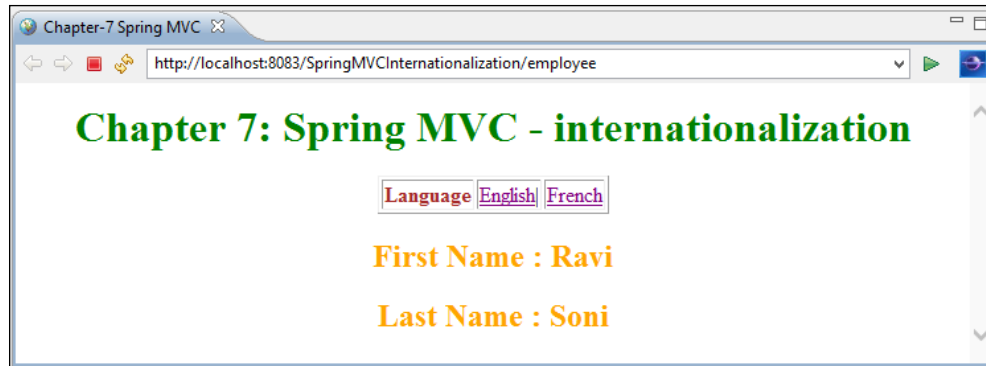 Chapter-7 Spring MVC
http://localhost:8083/SpringMVCInternationalization/employee
Chapter 7: Spring MVC - internationalization
Language English| French
First Name : Ravi
Last Name : Soni